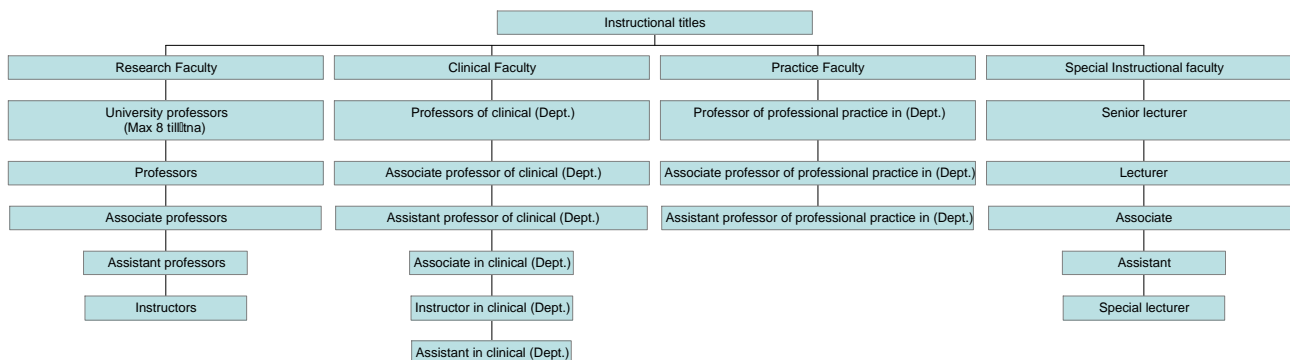 Instructional titles
Research Faculty
Clinical Faculty
Practice Faculty
Special Instructional faculty
University professors
(Max 8
Professors of clinical (Dept.)
Professor of professional practice in (Dept.)
Senior lecturer
Professors
Associate professor of clinical (Dept.)
Associate professor of professional practice in (Dept.)
Lecturer
Associate professors
Assistant professor of clinical (Dept.)
Assistant professor of professional practice in (Dept.)
Associate
Assistant professors
Associate in clinical (Dept.)
Assistant
Instructors
Instructor in clinical (Dept.)
Special lecturer
Assistant in clinical (Dept.)